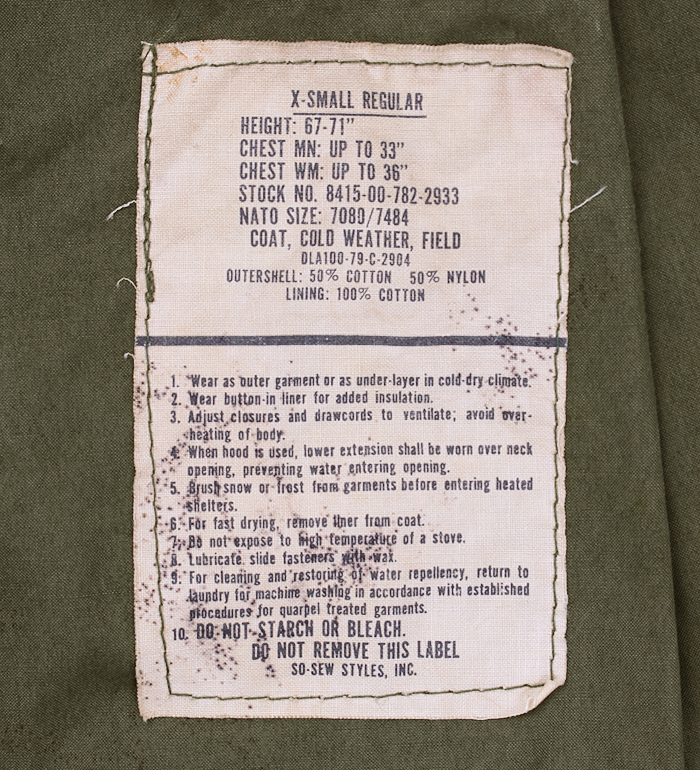 X-SMALL REGULAR
HEIGHT: 67-71"
CHEST MN: UP TO 33"
CHEST WM: UP TO 36"
STOCK NO. 8415-00-782-2933
NATO SIZE: 7080/7484
COAT, COLD WEATHER, FIELD
DLA100-79-C-2904
OUTERSHELL: 50% COTTON 50% NYLON
LINING: 100% COTTON
1. Wear as outer garment or as under-layer in cold-dry climate.
2. Wear button-in liner for added insulation.
3. Adjust closures and drawcords to ventilate; avoid over-
heating of body.
4. When hood is used, lower extension shall be worn over neck
opening, preventing water entering opening.
5. Brush snow or frost from garments before entering heated
shelters.
6. For fast drying, remove liner from coat.
7. Do not expose to high temperature of a stove.
8. Lubricate slide fasteners with wax.
9. For cleaning and restoring of water repellency, return to
laundry for machine washing in accordance with established
procedures for quarpel treated garments.
10. DO NOT STARCH OR BLEACH.
DO NOT REMOVE THIS LABEL
SO-SEW STYLES, INC.